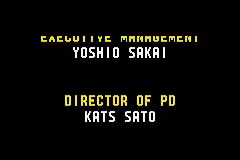 EXECUTIVE MANAGEMENT
YOSHIO SAKAI
DIRECTOR OF PD
KATS SATO